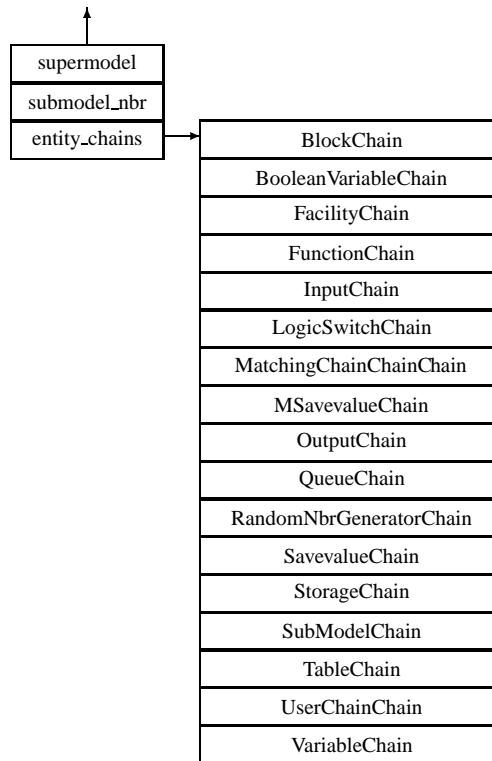 supermodel
submodel_nbr
entity_chains
BlockChain
BooleanVariableChain
FacilityChain
FunctionChain
InputChain
LogicSwitchChain
MatchingChainChainChain
MSavevalueChain
OutputChain
QueueChain
RandomNbrGeneratorChain
SavevalueChain
StorageChain
SubModelChain
TableChain
UserChainChain
VariableChain